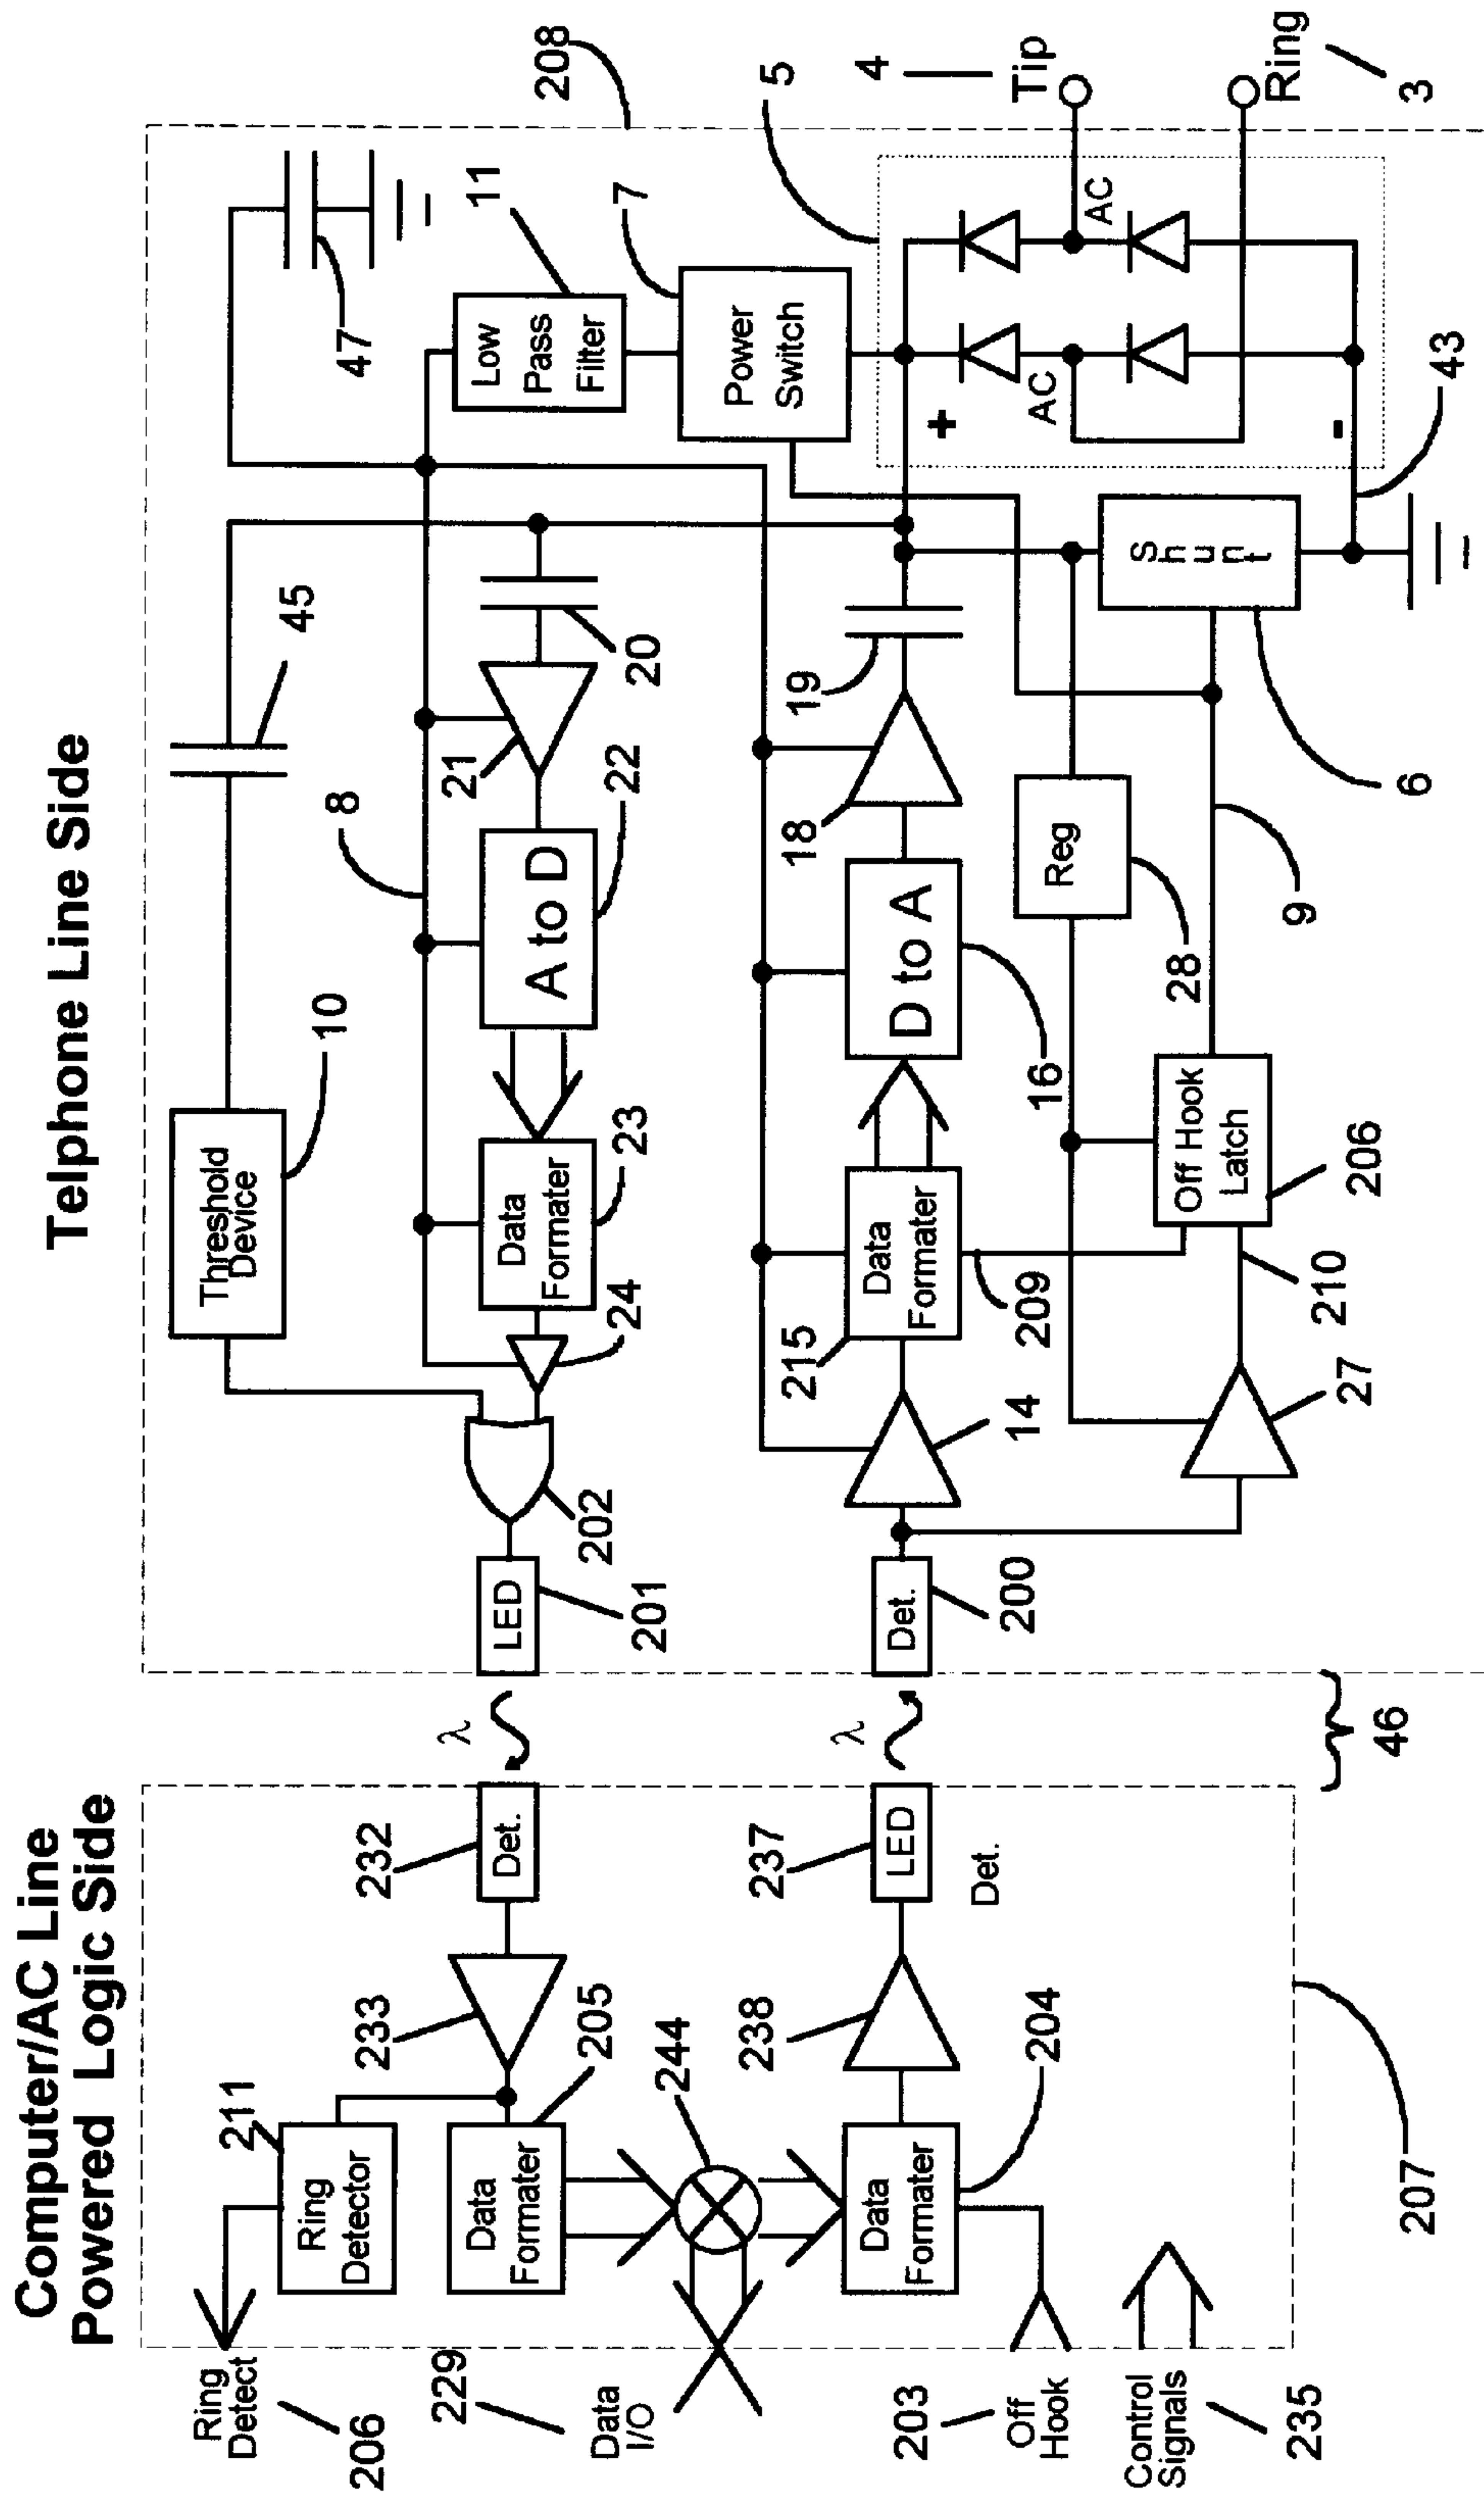 Computer/AC Line
Powered Logic Side
Telphone Line Side
Ring
Detect
206
229
Data
I/O
203
Off
Hook
Control
Signals
235
211
Ring
Detector
233
232
Det.
Data
Formater
205
244
238
237
LED
Det.
Data
Formater
204
207
λ
λ
46
LED
201
202
Threshold
Device
10
45
8
24
Data
Formater
23
A to D
22
21
20
47
208
11
Low
Pass
Filter
7
Power
Switch
5
4
Tip
Ring
3
AC
AC
+
-
43
Det.
200
14
215
Data
Formater
209
D to A
16
18
19
Reg
28
Shunt
6
9
Off Hook
Latch
206
210
27